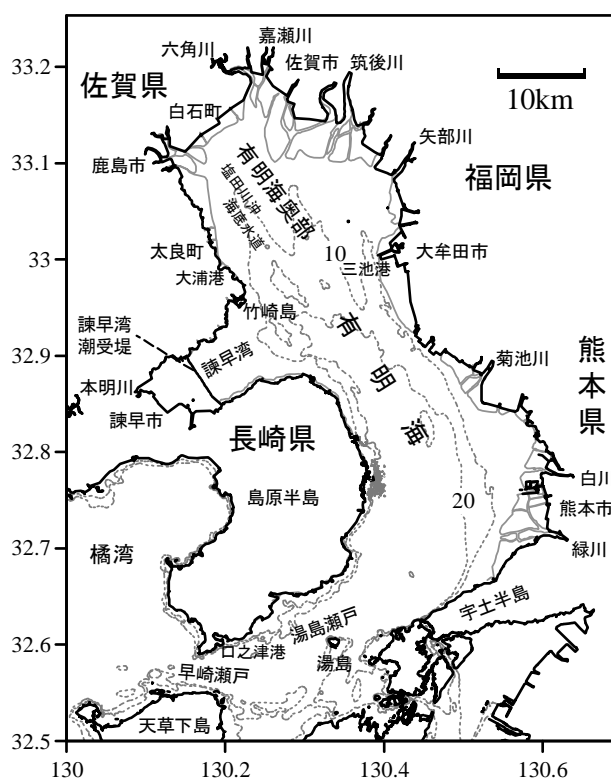 嘉瀬川
六角川
佐賀市
筑後川
33.2
佐賀県
10km
白石町
矢部川
33.1
鹿島市
有明海奥部
塩田川沖
海底水道
福岡県
33
太良町
10
三池港
大牟田市
大浦港
竹崎島
諫早湾
潮受堤
有明海
熊本県
32.9
諫早湾
菊池川
本明川
諫早市
32.8
長崎県
白川
島原半島
20
熊本市
32.7
橘湾
緑川
宇土半島
湯島瀬戸
32.6
口之津港
湯島
早崎瀬戸
天草下島
32.5
130
130.2
130.4
130.6